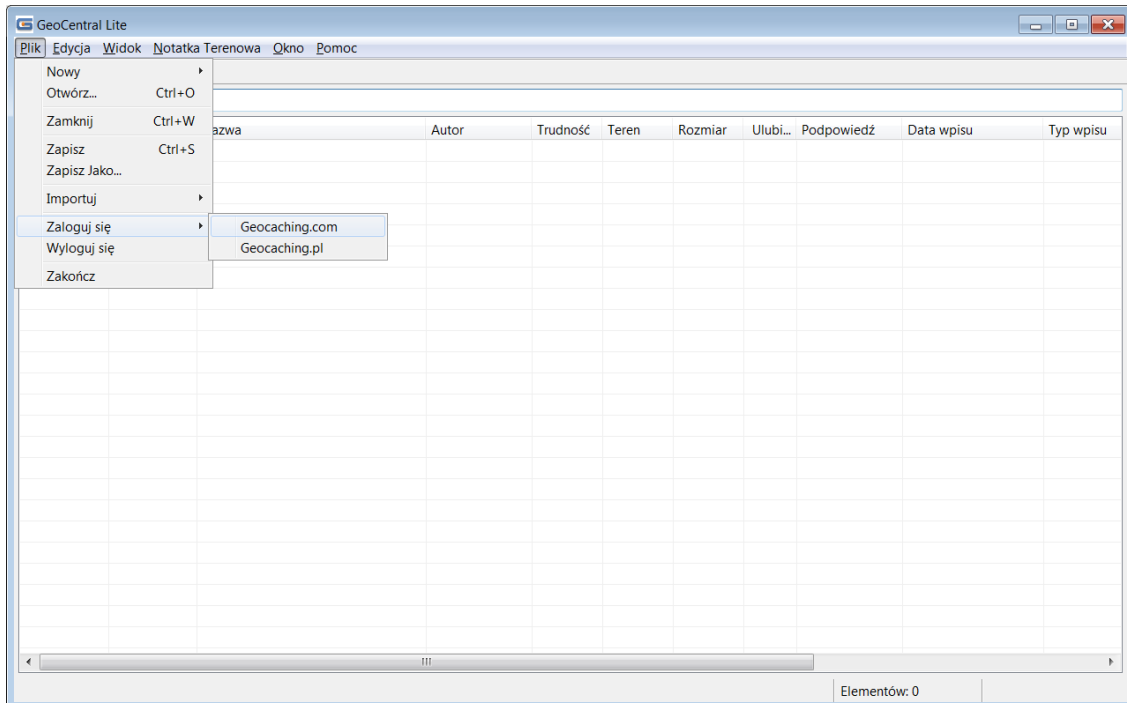 GeoCentral Lite
Plik Edycja Widok Notatka Terenowa Okno Pomoc
Nowy
Otwórz... Ctrl+O
Zamknij Ctrl+W
azwa Autor Trudność Teren Rozmiar Ulubi... Podpowiedź Data wpisu Typ wpisu
Zapisz Ctrl+S
Zapisz Jako...
Importuj
Zaloguj się Geocaching.com
Wyloguj się Geocaching.pl
Zakończ
Elementów: 0